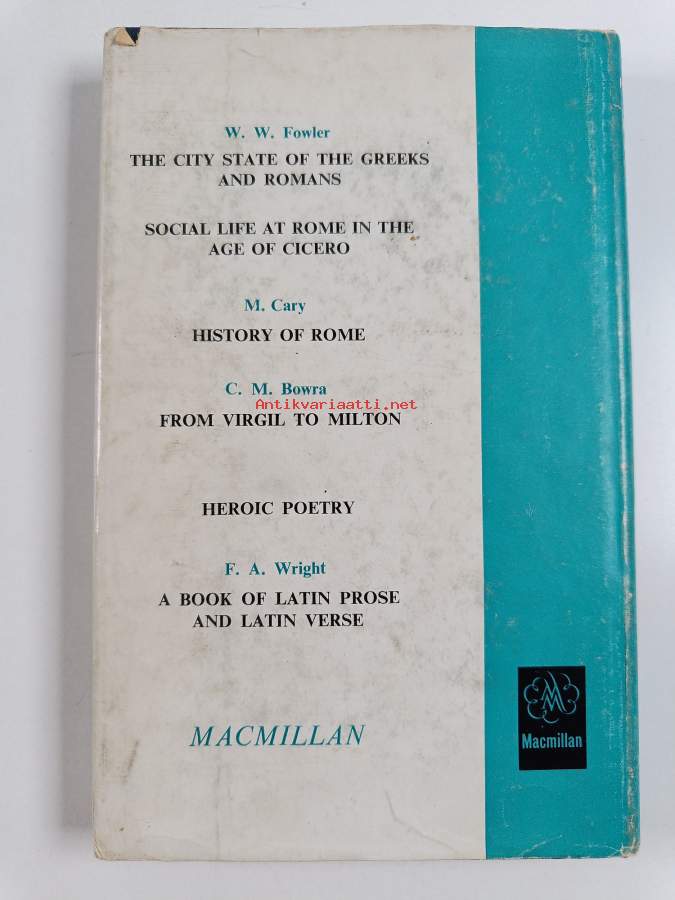 W. W. Fowler
THE CITY STATE OF THE GREEKS
AND ROMANS
SOCIAL LIFE AT ROME IN THE
AGE OF CICERO
M. Cary
HISTORY OF ROME
C. M. Bowra
Antikvariaatti.net
FROM VIRGIL TO MILTON
HEROIC POETRY
F. A. Wright
A BOOK OF LATIN PROSE
AND LATIN VERSE
MACMILLAN
M
Macmillan